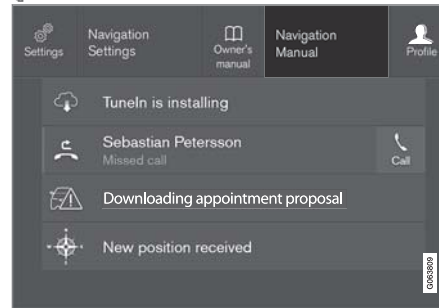 Settings
Navigation
Settings
Owner's
manual
Navigation
Manual
Profile
TuneIn is installing
Sebastian Petersson
Missed call
Call
Downloading appointment proposal
New position received
G063809